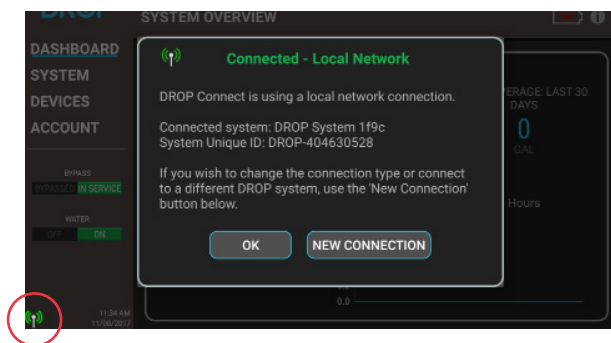 DROP
SYSTEM OVERVIEW
DASHBOARD
SYSTEM
DEVICES
ACCOUNT
BYPASS
BYPASSED IN SERVICE
WATER
OFF ON
11:34 AM
11/08/2017
Connected - Local Network
DROP Connect is using a local network connection.
Connected system: DROP System 1f9c
System Unique ID: DROP-404630528
If you wish to change the connection type or connect
to a different DROP system, use the 'New Connection'
button below.
OK NEW CONNECTION
ERAGE: LAST 30
DAYS
0
GAL
Hours
0.0